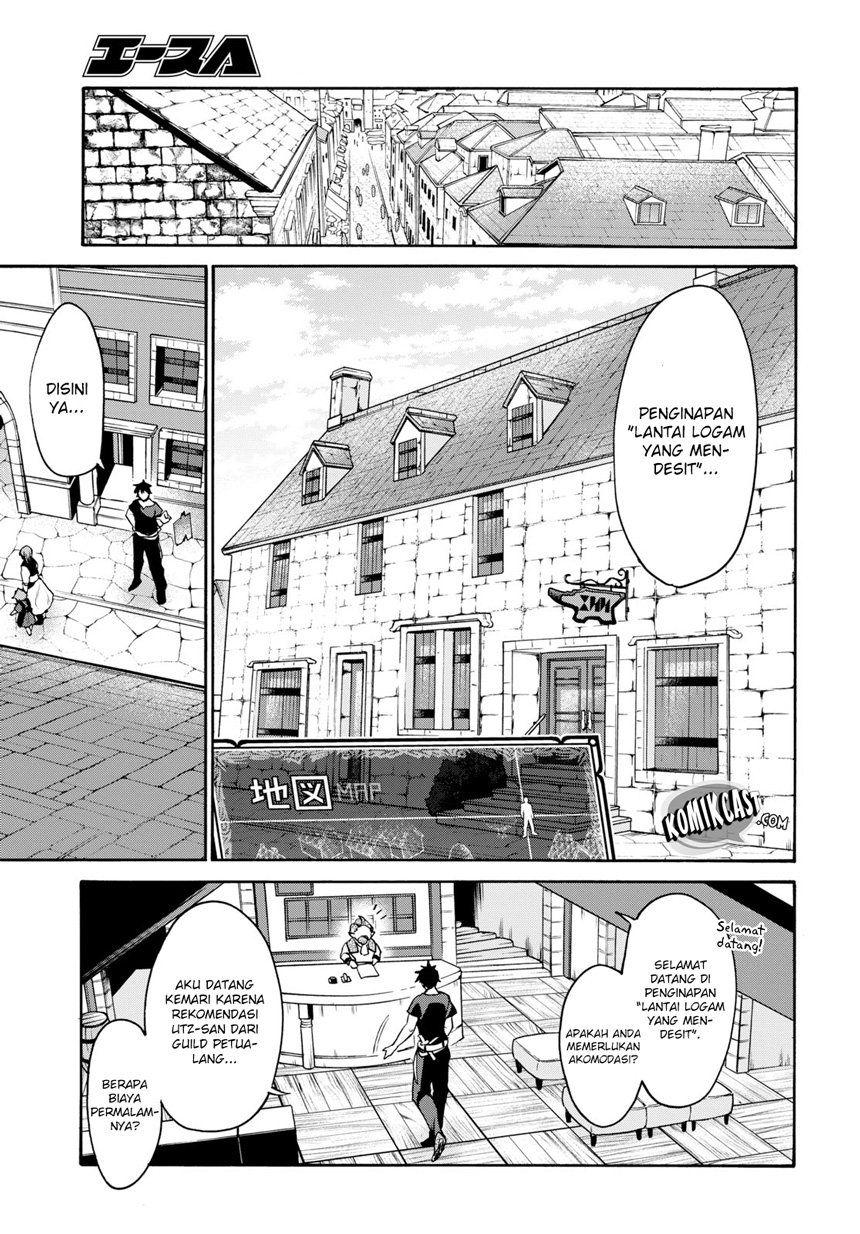 エースA
PENGINAPAN
"LANTAI LOGAM
YANG MEN-
DESIT"...
DISINI
YA...
地図 MAP
KOMIKCAST.COM
Selamat
datang!
SELAMAT
DATANG DI
PENGINAPAN
"LANTAI LOGAM
YANG MEN-
DESIT".
APAKAH ANDA
MEMERLUKAN
AKOMODASI?
AKU DATANG
KEMARI KARENA
REKOMENDASI
UTZ-SAN DARI
GUILD PETUA-
LANG...
BERAPA
BIAYA
PERMALAM-
NYA?